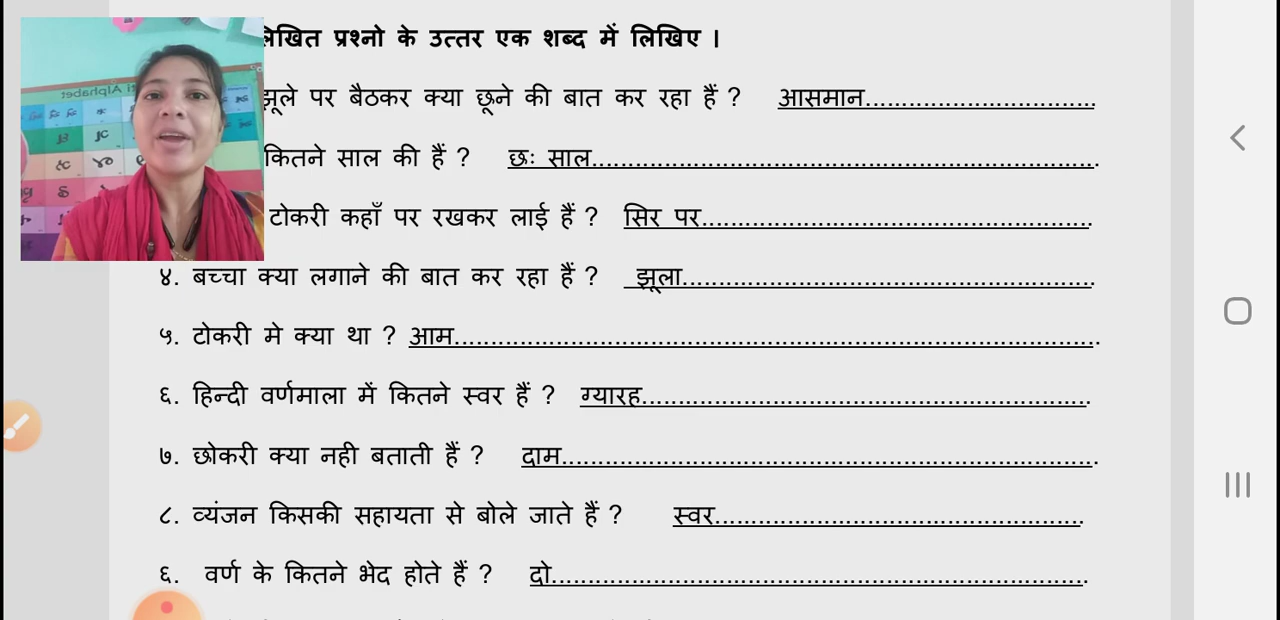 लिखित प्रश्नो के उत्तर एक शब्द में लिखिए ।
झूले पर बैठकर क्या छूने की बात कर रहा हैं ? आसमान................................
कितने साल की हैं ? छः साल.....................................................................
टोकरी कहाँ पर रखकर लाई हैं ? सिर पर.....................................................
४. बच्चा क्या लगाने की बात कर रहा हैं ? झूला.........................................................
५. टोकरी मे क्या था ? आम........................................................................................
६. हिन्दी वर्णमाला में कितने स्वर हैं ? ग्यारह.............................................................
७. छोकरी क्या नही बताती हैं ? दाम.........................................................................
८. व्यंजन किसकी सहायता से बोले जाते हैं ? स्वर..................................................
६. वर्ण के कितने भेद होते हैं ? दो.........................................................................